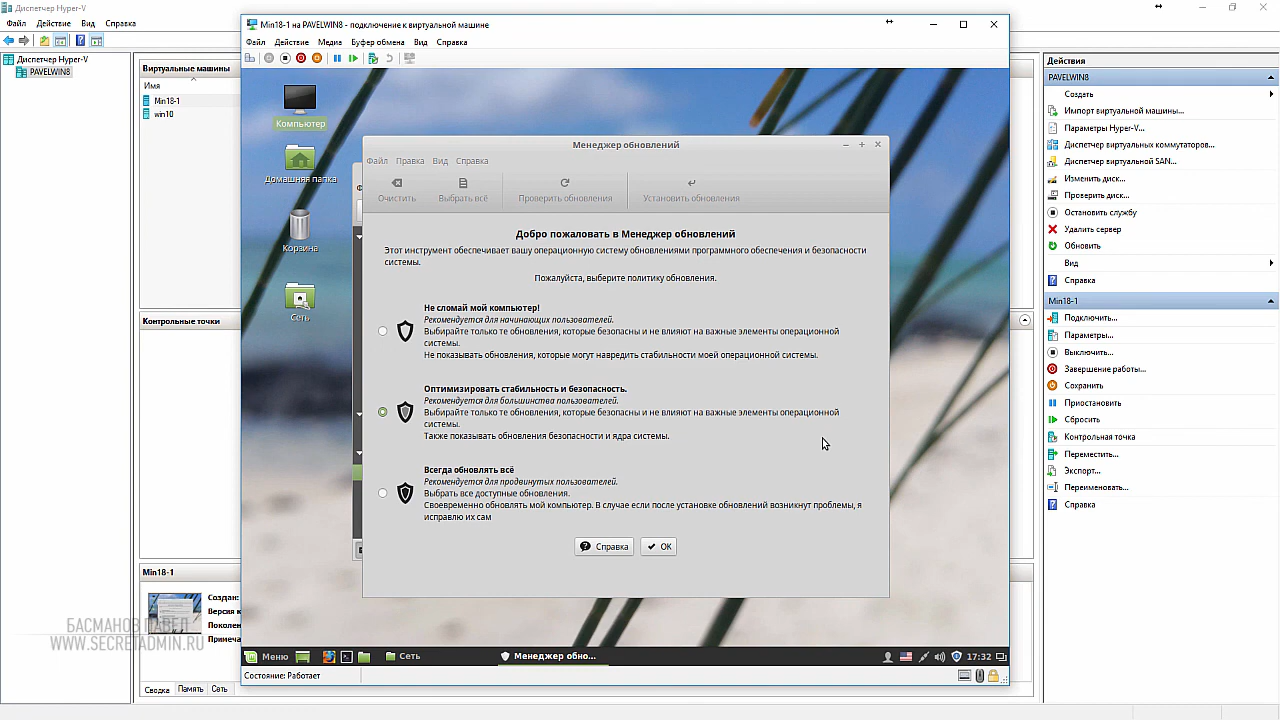 Диспетчер Hyper-V
Файл Действие Вид Справка
Диспетчер Hyper-V
PAVELWIN8
Виртуальные машины
Имя
Min18-1
win10
Контрольные точки
Min18-1
Создан:
Версия к
Поколен
Примеча
Сводка Память Сеть
БАСМАНОВ ПАВЕЛ
WWW.SECRETADMIN.RU
Min18-1 на PAVELWIN8 - подключение к виртуальной машине
Файл Действие Медиа Буфер обмена Вид Справка
Компьютер
Домашняя папка
Корзина
Сеть
Менеджер обновлений
Файл Правка Вид Справка
Очистить Выбрать всё Проверить обновления Установить обновления
Добро пожаловать в Менеджер обновлений
Этот инструмент обеспечивает вашу операционную систему обновлениями программного обеспечения и безопасности
системы.
Пожалуйста, выберите политику обновления.
Не сломай мой компьютер!
Рекомендуется для начинающих пользователей.
Выбирайте только те обновления, которые безопасны и не влияют на важные элементы операционной
системы.
Не показывать обновления, которые могут навредить стабильности моей операционной системы.
Оптимизировать стабильность и безопасность.
Рекомендуется для большинства пользователей.
Выбирайте только те обновления, которые безопасны и не влияют на важные элементы операционной
системы.
Также показывать обновления безопасности и ядра системы.
Всегда обновлять всё
Рекомендуется для продвинутых пользователей.
Выбрать все доступные обновления.
Своевременно обновлять мой компьютер. В случае если после установке обновлений возникнут проблемы, я
исправлю их сам
Справка OK
Меню Сеть Менеджер обно... 17:32
Состояние: Работает
Действия
PAVELWIN8
Создать
Импорт виртуальной машины...
Параметры Hyper-V...
Диспетчер виртуальных коммутаторов...
Диспетчер виртуальной SAN...
Изменить диск...
Проверить диск...
Остановить службу
Удалить сервер
Обновить
Вид
Справка
Min18-1
Подключить...
Параметры...
Выключить...
Завершение работы...
Сохранить
Приостановить
Сбросить
Контрольная точка
Переместить...
Экспорт...
Переименовать...
Справка